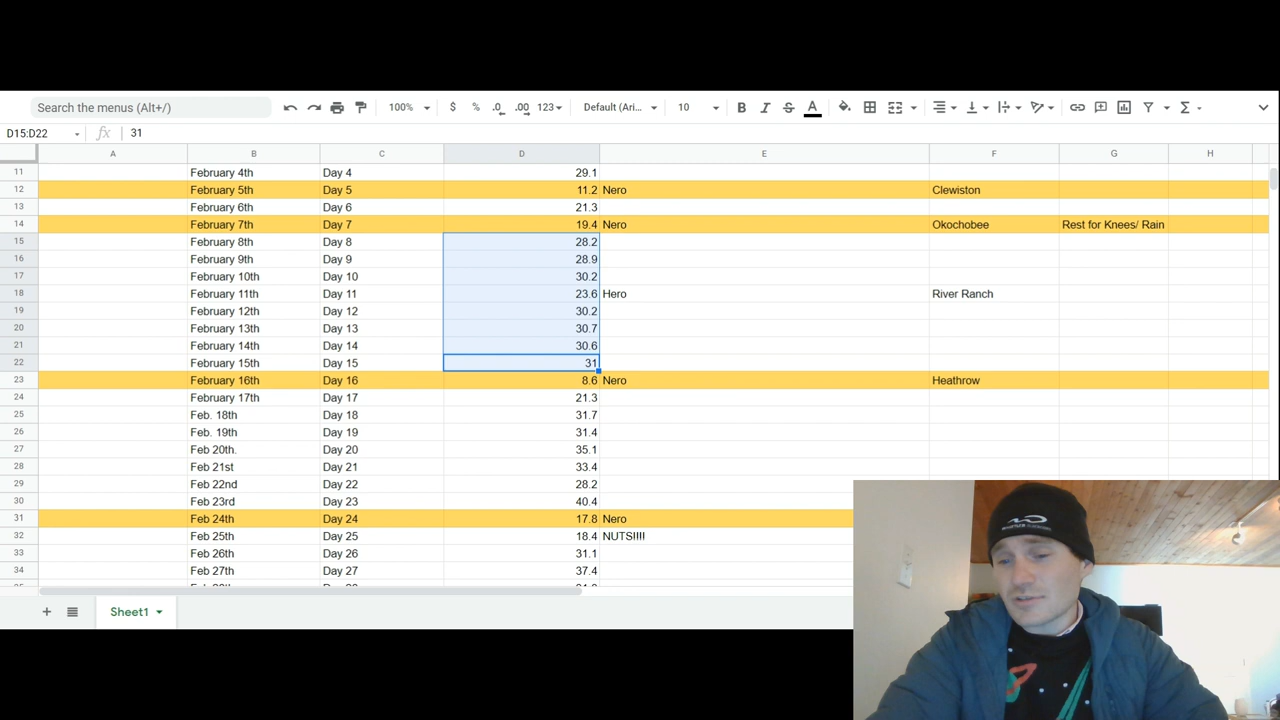 Search the menus (Alt+/)
100%
$ % .0 .00 123
Default (Ari...
10
B I S A
D15:D22 fx 31
A B C D E F G H
11 February 4th Day 4 29.1
12 February 5th Day 5 11.2 Nero Clewiston
13 February 6th Day 6 21.3
14 February 7th Day 7 19.4 Nero Okochobee Rest for Knees/ Rain
15 February 8th Day 8 28.2
16 February 9th Day 9 28.9
17 February 10th Day 10 30.2
18 February 11th Day 11 23.6 Hero River Ranch
19 February 12th Day 12 30.2
20 February 13th Day 13 30.7
21 February 14th Day 14 30.6
22 February 15th Day 15 31
23 February 16th Day 16 8.6 Nero Heathrow
24 February 17th Day 17 21.3
25 Feb. 18th Day 18 31.7
26 Feb. 19th Day 19 31.4
27 Feb 20th. Day 20 35.1
28 Feb 21st Day 21 33.4
29 Feb 22nd Day 22 28.2
30 Feb 23rd Day 23 40.4
31 Feb 24th Day 24 17.8 Nero
32 Feb 25th Day 25 18.4 NUTS!!!!
33 Feb 26th Day 26 31.1
34 Feb 27th Day 27 37.4
Sheet1